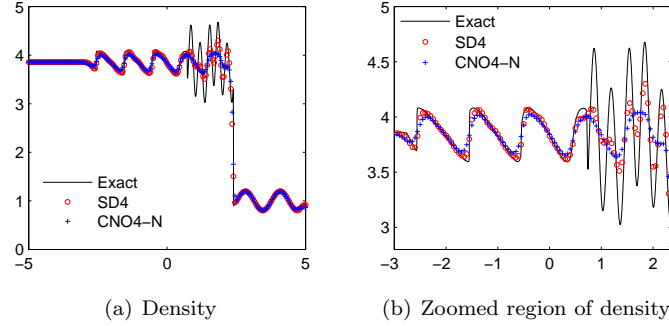 5
4
3
2
1
0
−5
0
5
Exact
SD4
CNO4−N
(a) Density
5
4.5
4
3.5
3
−3
−2
−1
0
1
2
Exact
SD4
CNO4−N
(b) Zoomed region of density